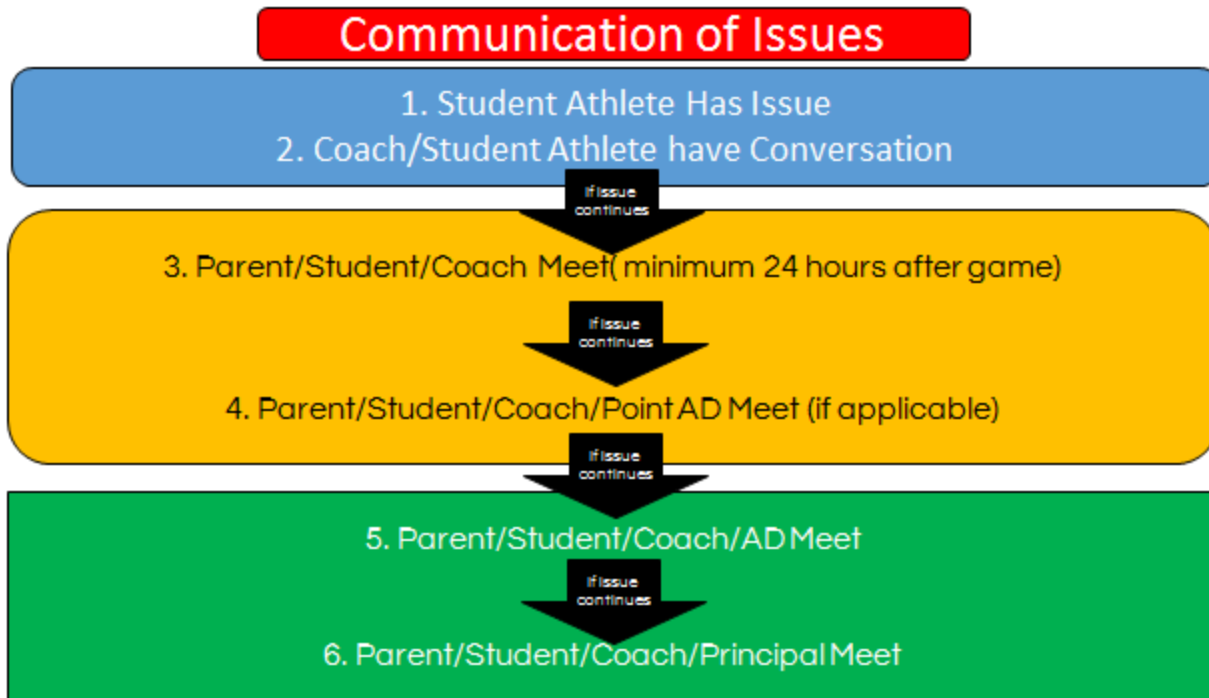 Communication of Issues
1. Student Athlete Has Issue
2. Coach/Student Athlete have Conversation
If issue
continues
3. Parent/Student/Coach Meet( minimum 24 hours after game)
If issue
continues
4. Parent/Student/Coach/Point AD Meet (if applicable)
If issue
continues
5. Parent/Student/Coach/AD Meet
If issue
continues
6. Parent/Student/Coach/Principal Meet